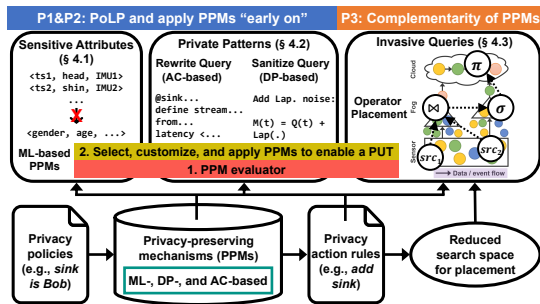 P1&P2: PoLP and apply PPMs "early on"
P3: Complementarity of PPMs
Sensitive Attributes
(§ 4.1)
<ts1, head, IMU1>
<ts2, shin, IMU2>
...
X
<gender, age, ...>
ML-based
PPMs
Private Patterns (§ 4.2)
Rewrite Query
(AC-based)
@sink...
define stream...
from...
latency <...
Sanitize Query
(DP-based)
Add Lap. noise:
M(t) = Q(t) +
Lap(.)
Invasive Queries (§ 4.3)
Operator
Placement
Cloud
Fog
Sensor
π
⋈
σ
src1
src2
Data / event flow
2. Select, customize, and apply PPMs to enable a PUT
1. PPM evaluator
Privacy
policies
(e.g., sink
is Bob)
Privacy-preserving
mechanisms (PPMs)
ML-, DP-, and AC-based
Privacy
action rules
(e.g., add
sink)
Reduced
search space
for placement